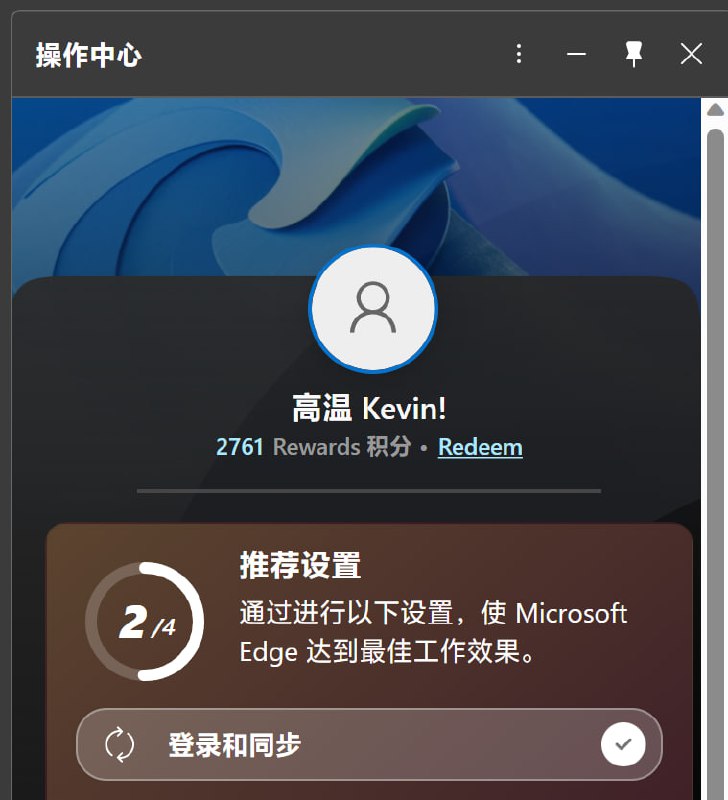 操作中心
高温 Kevin!
2761 Rewards 积分 • Redeem
推荐设置
2/4
通过进行以下设置，使 Microsoft
Edge 达到最佳工作效果。
登录和同步